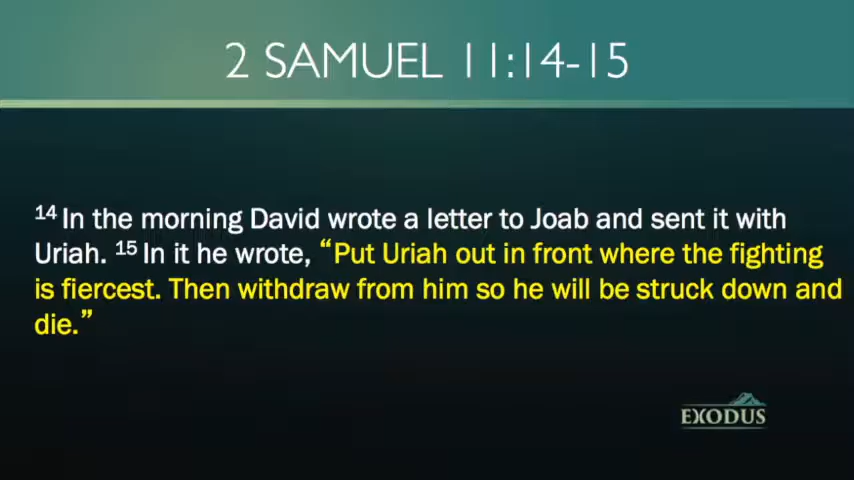 2 SAMUEL 11:14-15
14 In the morning David wrote a letter to Joab and sent it with
Uriah. 15 In it he wrote, “Put Uriah out in front where the fighting
is fiercest. Then withdraw from him so he will be struck down and
die.”
EXODUS